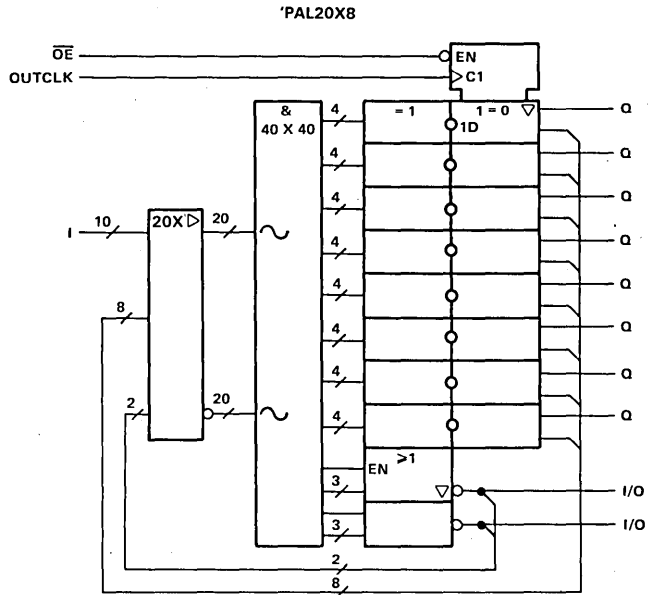 'PAL20X8
OE
EN
OUTCLK
C1
&
40 X 40
4
= 1
1 = 0
1D
Q
4
Q
4
Q
I
10
20X
20
4
Q
4
Q
8
4
Q
4
Q
2
20
4
Q
≥1
EN
3
I/O
3
I/O
2
8